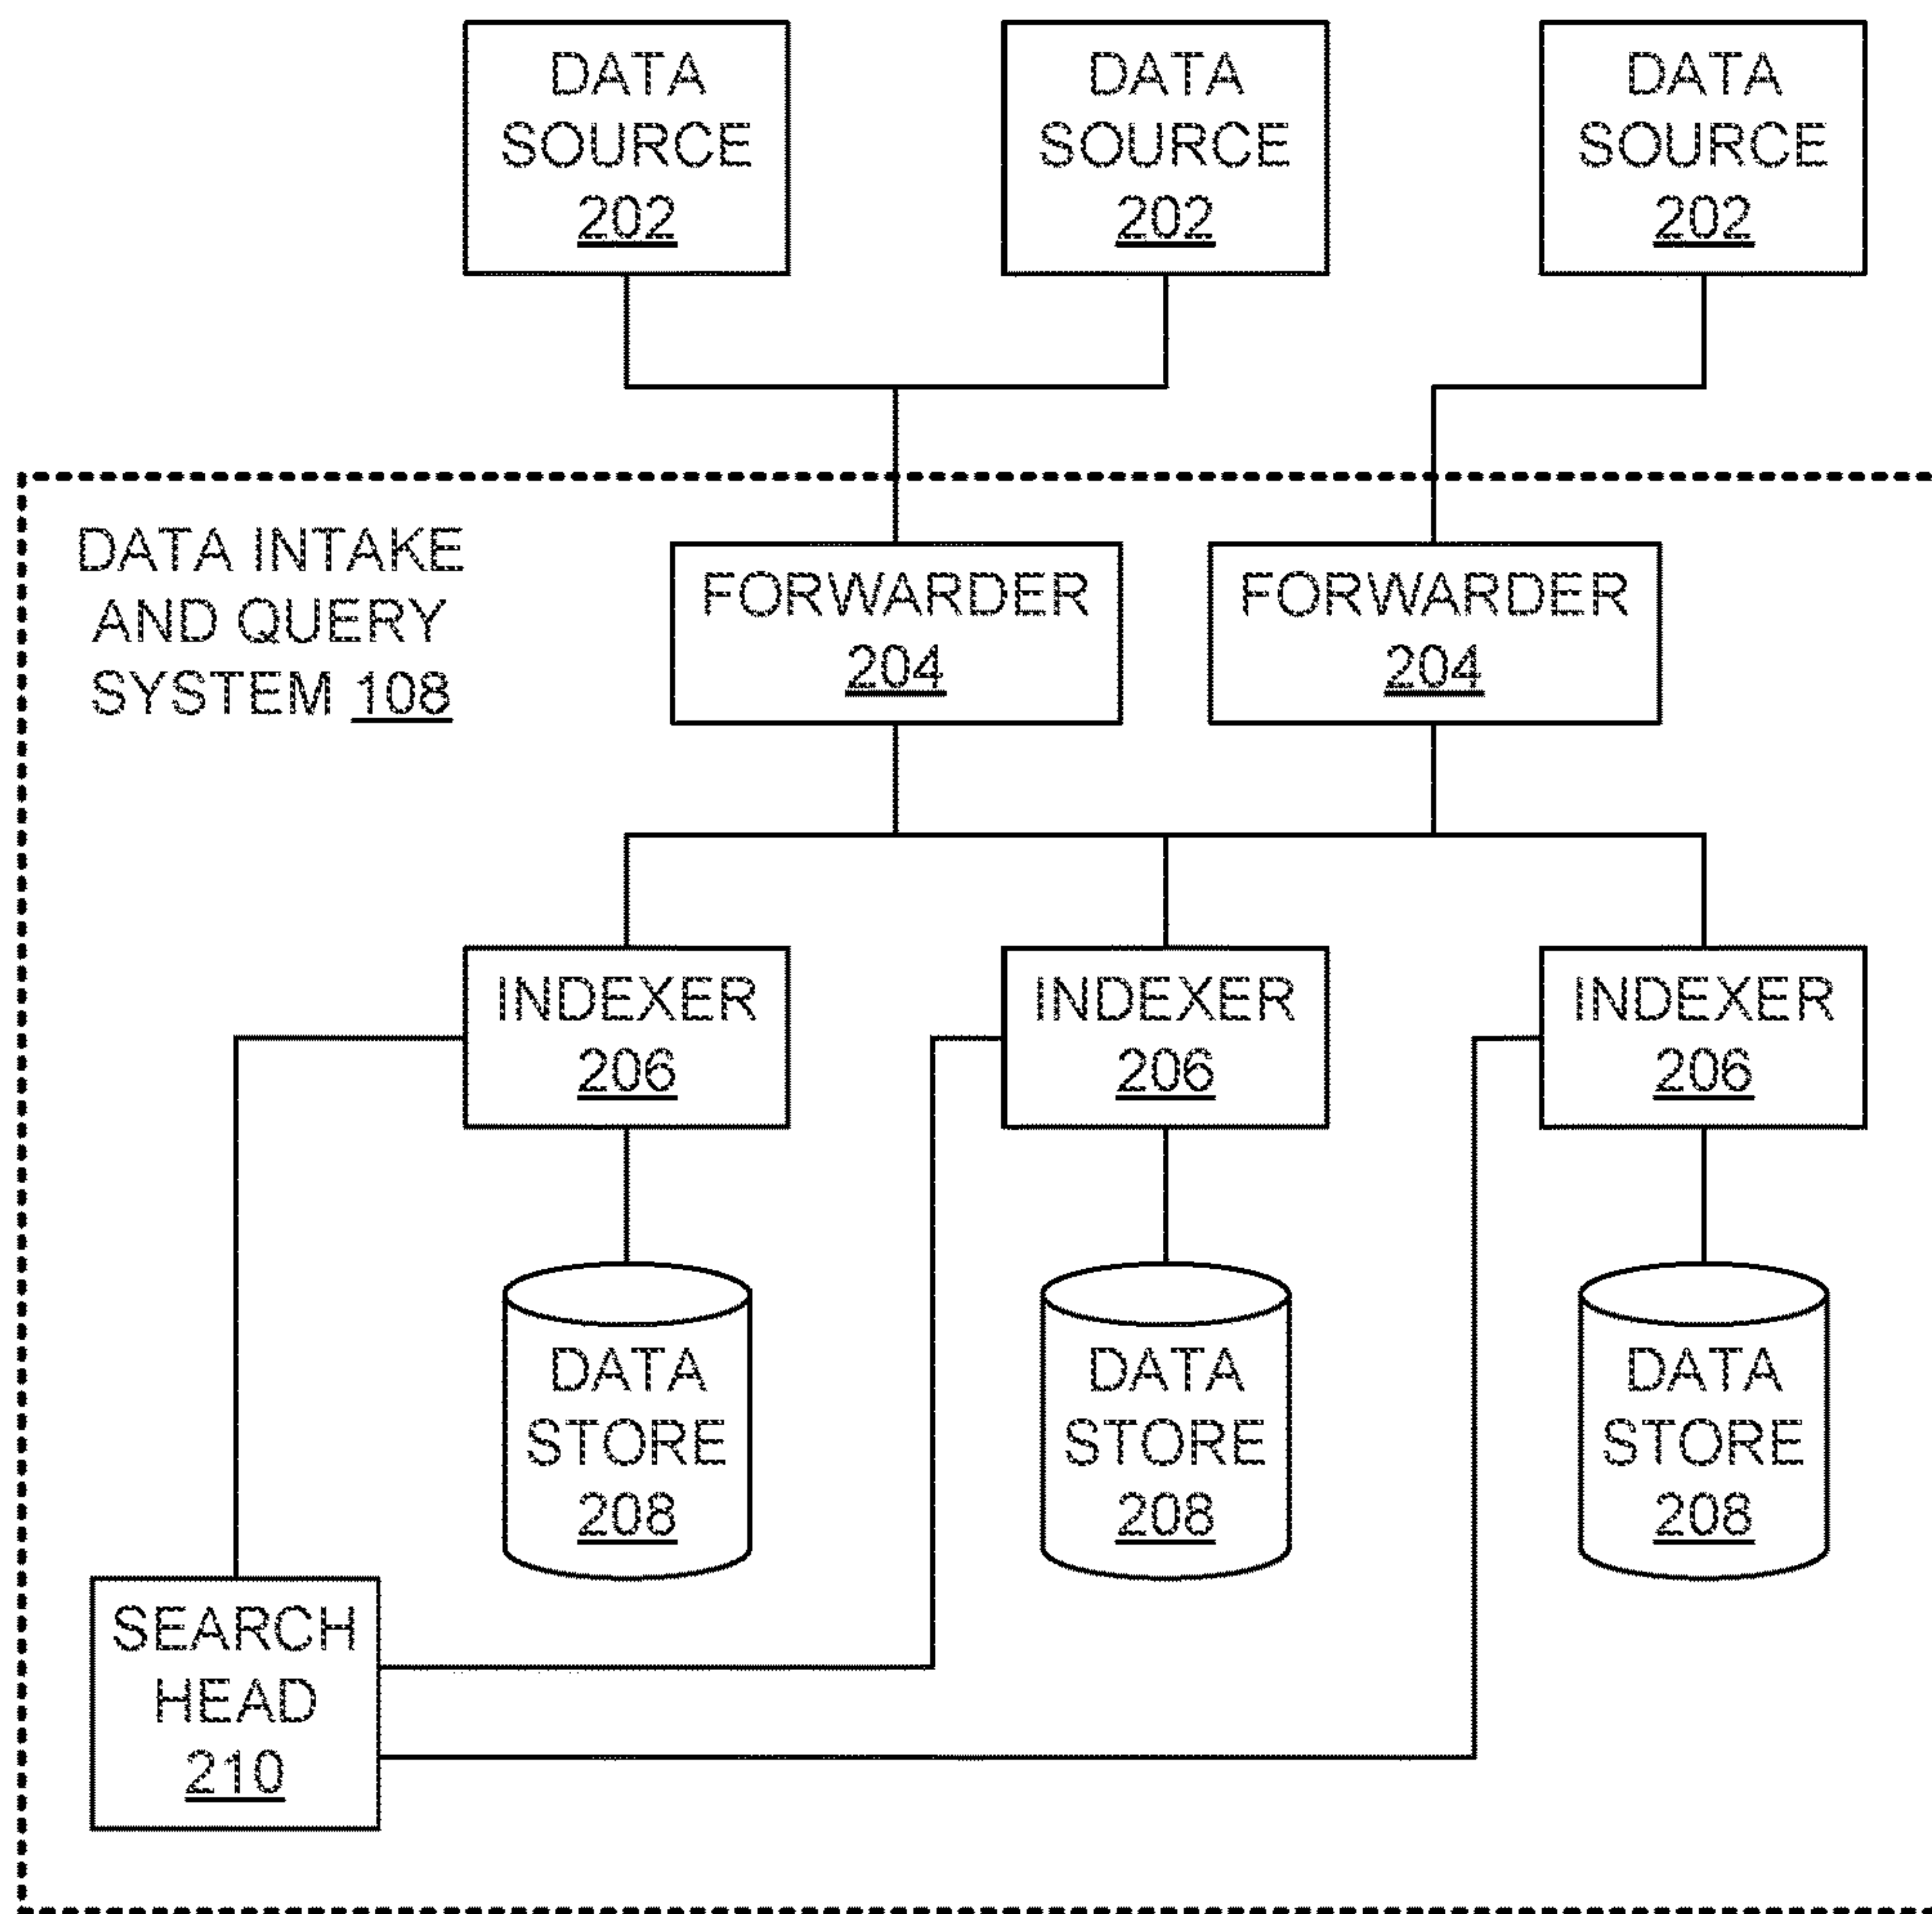 DATA
SOURCE
202
DATA
SOURCE
202
DATA
SOURCE
202
DATA INTAKE
AND QUERY
SYSTEM 108
FORWARDER
204
FORWARDER
204
INDEXER
206
INDEXER
206
INDEXER
206
DATA
STORE
208
DATA
STORE
208
DATA
STORE
208
SEARCH
HEAD
210